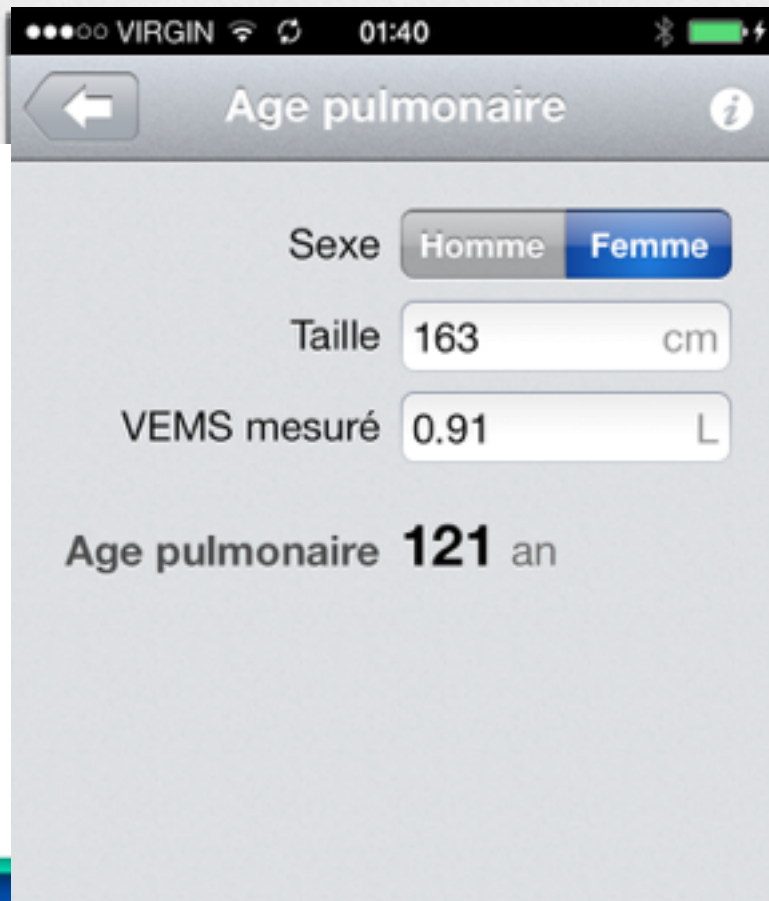 VIRGIN 01:40
Age pulmonaire
Sexe Homme Femme
Taille 163 cm
VEMS mesuré 0.91 L
Age pulmonaire 121 an